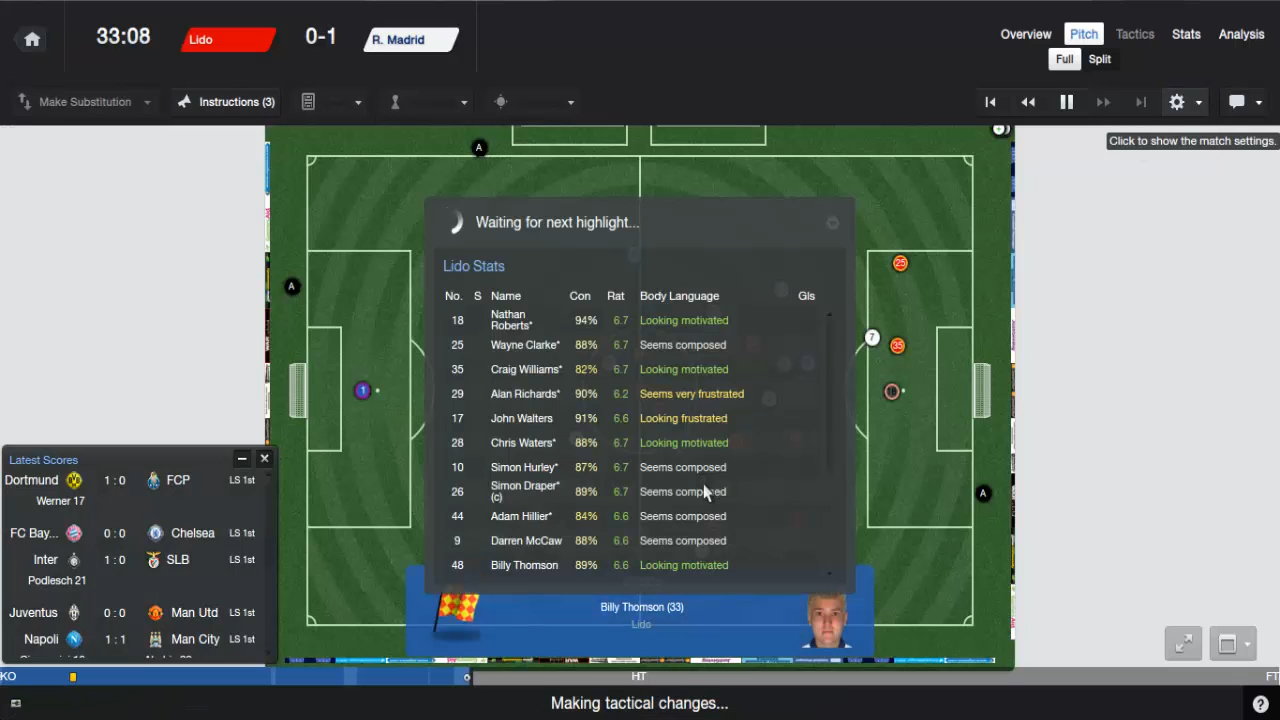 33:08 Lido 0-1 R. Madrid
Overview Pitch Tactics Stats Analysis
Full Split
Make Substitution Instructions (3)
Click to show the match settings.
A
Waiting for next highlight...
Lido Stats
No. S Name Con Rat Body Language Gls
18 Nathan Roberts* 94% 6.7 Looking motivated
25 Wayne Clarke* 88% 6.7 Seems composed
35 Craig Williams* 82% 6.7 Looking motivated
29 Alan Richards* 90% 6.2 Seems very frustrated
17 John Walters 91% 6.6 Looking frustrated
28 Chris Waters* 88% 6.7 Looking motivated
10 Simon Hurley* 87% 6.7 Seems composed
26 Simon Draper* (c) 89% 6.7 Seems composed
44 Adam Hillier* 84% 6.6 Seems composed
9 Darren McCaw 88% 6.6 Seems composed
48 Billy Thomson 89% 6.6 Looking motivated
25
A
7
35
1
A
Latest Scores
Dortmund 1 : 0 FCP LS 1st
Werner 17
FC Bay... 0 : 0 Chelsea LS 1st
Inter 1 : 0 SLB LS 1st
Podlesch 21
Juventus 0 : 0 Man Utd LS 1st
Napoli 1 : 1 Man City LS 1st
Billy Thomson (33)
Lido
KO HT FT
Making tactical changes...
?